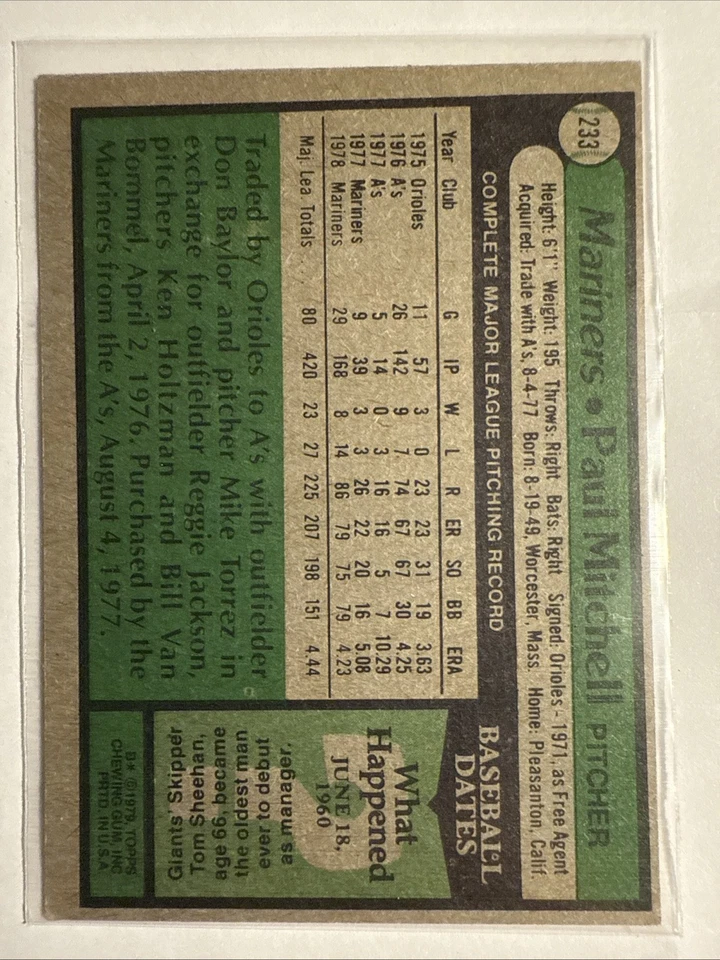 233
Mariners • Paul Mitchell PITCHER
Height: 6'1" Weight: 195 Throws: Right Bats: Right Signed: Orioles - 1971, as Free Agent
Acquired: Trade with A's, 8-4-77 Born: 8-19-49, Worcester, Mass. Home: Pleasanton, Calif.
COMPLETE MAJOR LEAGUE PITCHING RECORD
Year Club G IP W L R ER SO BB ERA
1975 Orioles 11 57 3 0 23 23 31 19 3.63
1976 A's 26 142 9 7 74 67 67 30 4.25
1977 A's 5 14 0 3 16 16 5 7 10.29
1977 Mariners 9 39 3 3 26 22 20 16 5.08
1978 Mariners 29 168 8 14 86 79 75 79 4.23
Maj. Lea Totals ... 80 420 23 27 225 207 198 151 4.44
Traded by Orioles to A's with outfielder
Don Baylor and pitcher Mike Torrez in
exchange for outfielder Reggie Jackson,
pitchers Ken Holtzman and Bill Van
Bommel, April 2, 1976. Purchased by the
Mariners from the A's, August 4, 1977.
BASEBALL
DATES
What
Happened
JUNE 18,
1960
Giants' Skipper
Tom Sheehan,
age 66, became
the oldest man
ever to debut
as manager.
B* © 1979, TOPPS
CHEWING GUM, INC
PRTD. IN U.S.A